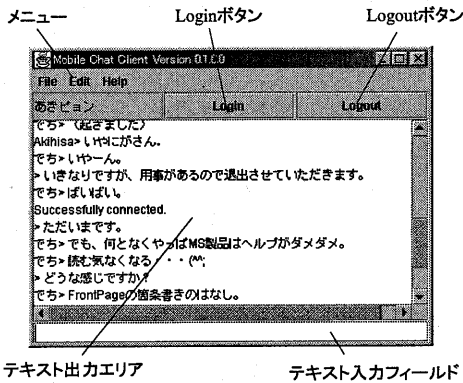 メニュー Loginボタン Logoutボタン
Mobile Chat Client Version 0.1.0.0
File Edit Help
あきピョン Login Logout
でち> (起きました)
Akihisa> いやにがさん。
でち> いやーん。
> いきなりですが、用事があるので退出させていただきます。
でち> ばいばい。
Successfully connected.
> ただいまです。
でち> でも、何となくやっぱMS製品はヘルプがダメダメ。
でち> 読む気なくなる・・・(^^;
> どうな感じですか?
でち> FrontPageの箇条書きのはなし。
テキスト出力エリア テキスト入力フィールド